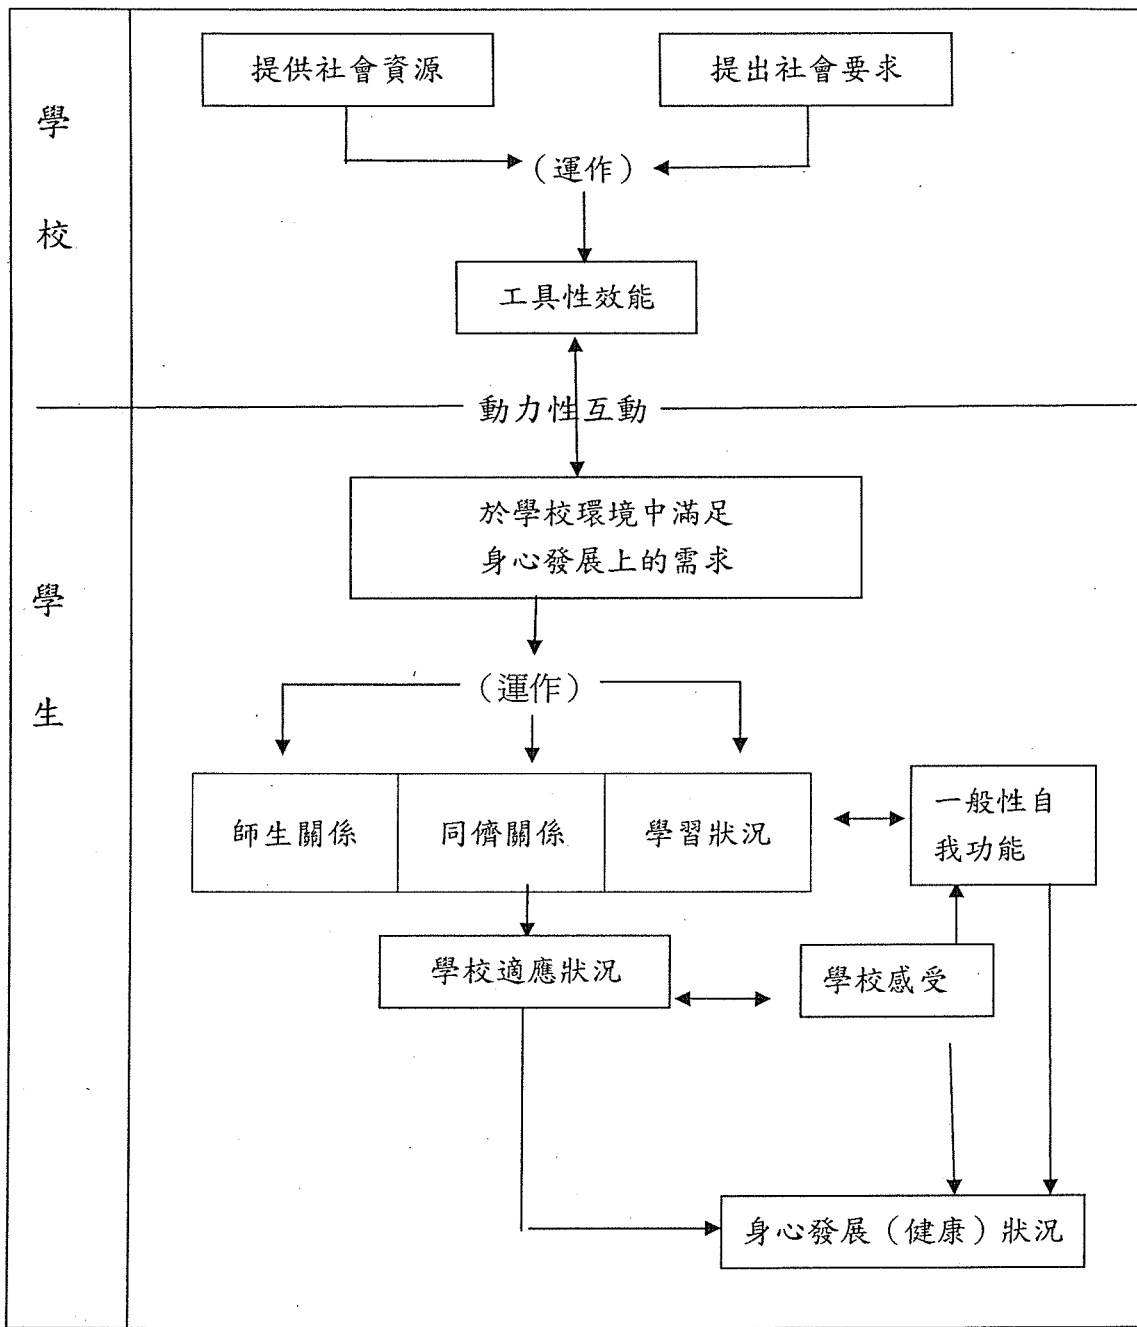 學
校
提供社會資源
提出社會要求
（運作）
工具性效能
動力性互動
學
生
於學校環境中滿足
身心發展上的需求
（運作）
師生關係
同儕關係
學習狀況
一般性自
我功能
學校適應狀況
學校感受
身心發展（健康）狀況